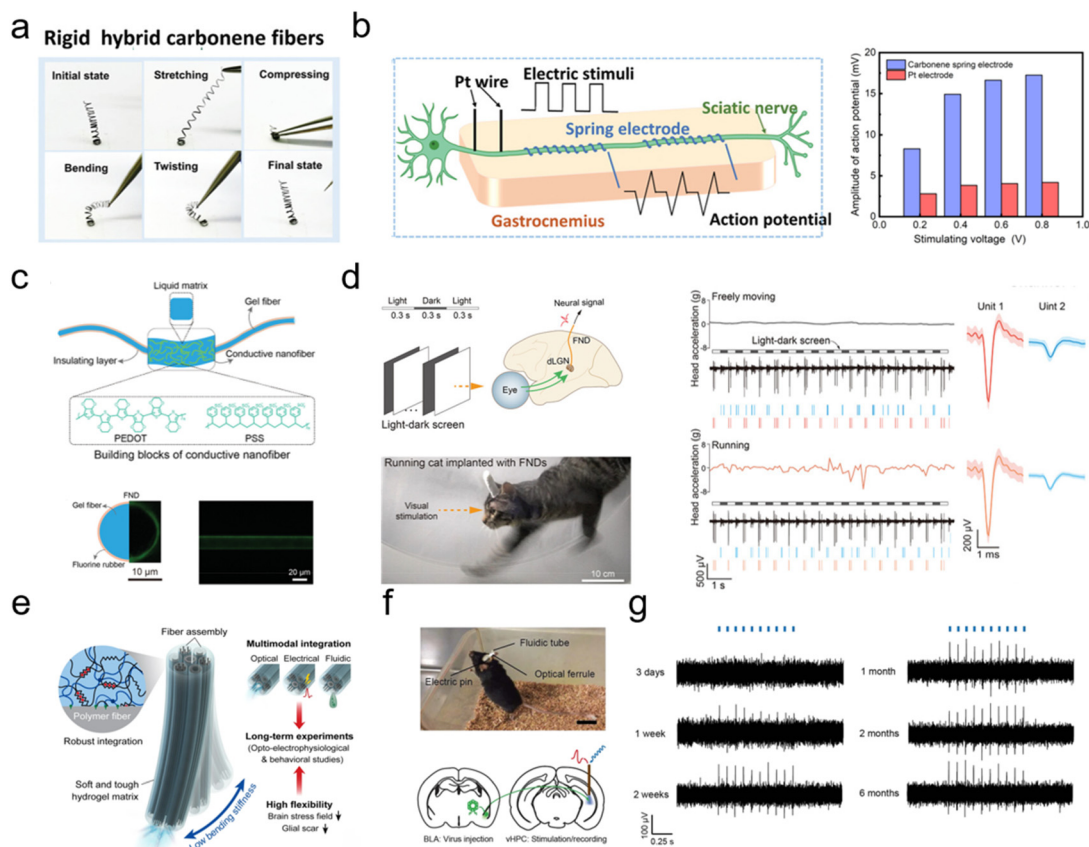 a
Rigid hybrid carbonene fibers
Initial state
Stretching
Compressing
Bending
Twisting
Final state
b
Pt wire
Electric stimuli
Sciatic nerve
Spring electrode
Gastrocnemius
Action potential
Amplitude of action potential (mV)
20
15
10
5
0
Carbonene spring electrode
Pt electrode
0.2
0.4
0.6
0.8
1.0
Stimulating voltage (V)
c
Liquid matrix
Gel fiber
Insulating layer
Conductive nanofiber
PEDOT
PSS
Building blocks of conductive nanofiber
FND
Gel fiber
Fluorine rubber
10 μm
20 μm
d
Light
Dark
Light
0.3 s
0.3 s
0.3 s
Neural signal
FND
dLGN
Eye
Light-dark screen
Running cat implanted with FNDs
Visual
stimulation
10 cm
Head acceleration (g)
8
0
-8
Freely moving
Light-dark screen
Unit 1
Uint 2
Head acceleration (g)
8
0
-8
Running
500 μV
1 s
200 μV
1 ms
e
Fiber assembly
Polymer fiber
Robust integration
Soft and tough
hydrogel matrix
Low bending stiffness
Multimodal integration
Optical
Electrical
Fluidic
Long-term experiments
(Opto-electrophysiological
& behavioral studies)
High flexibility
Brain stress field
Glial scar
f
Fluidic tube
Electric pin
Optical ferrule
BLA: Virus injection
vHPC: Stimulation/recording
g
3 days
1 week
2 weeks
1 month
2 months
6 months
100 μV
0.25 s